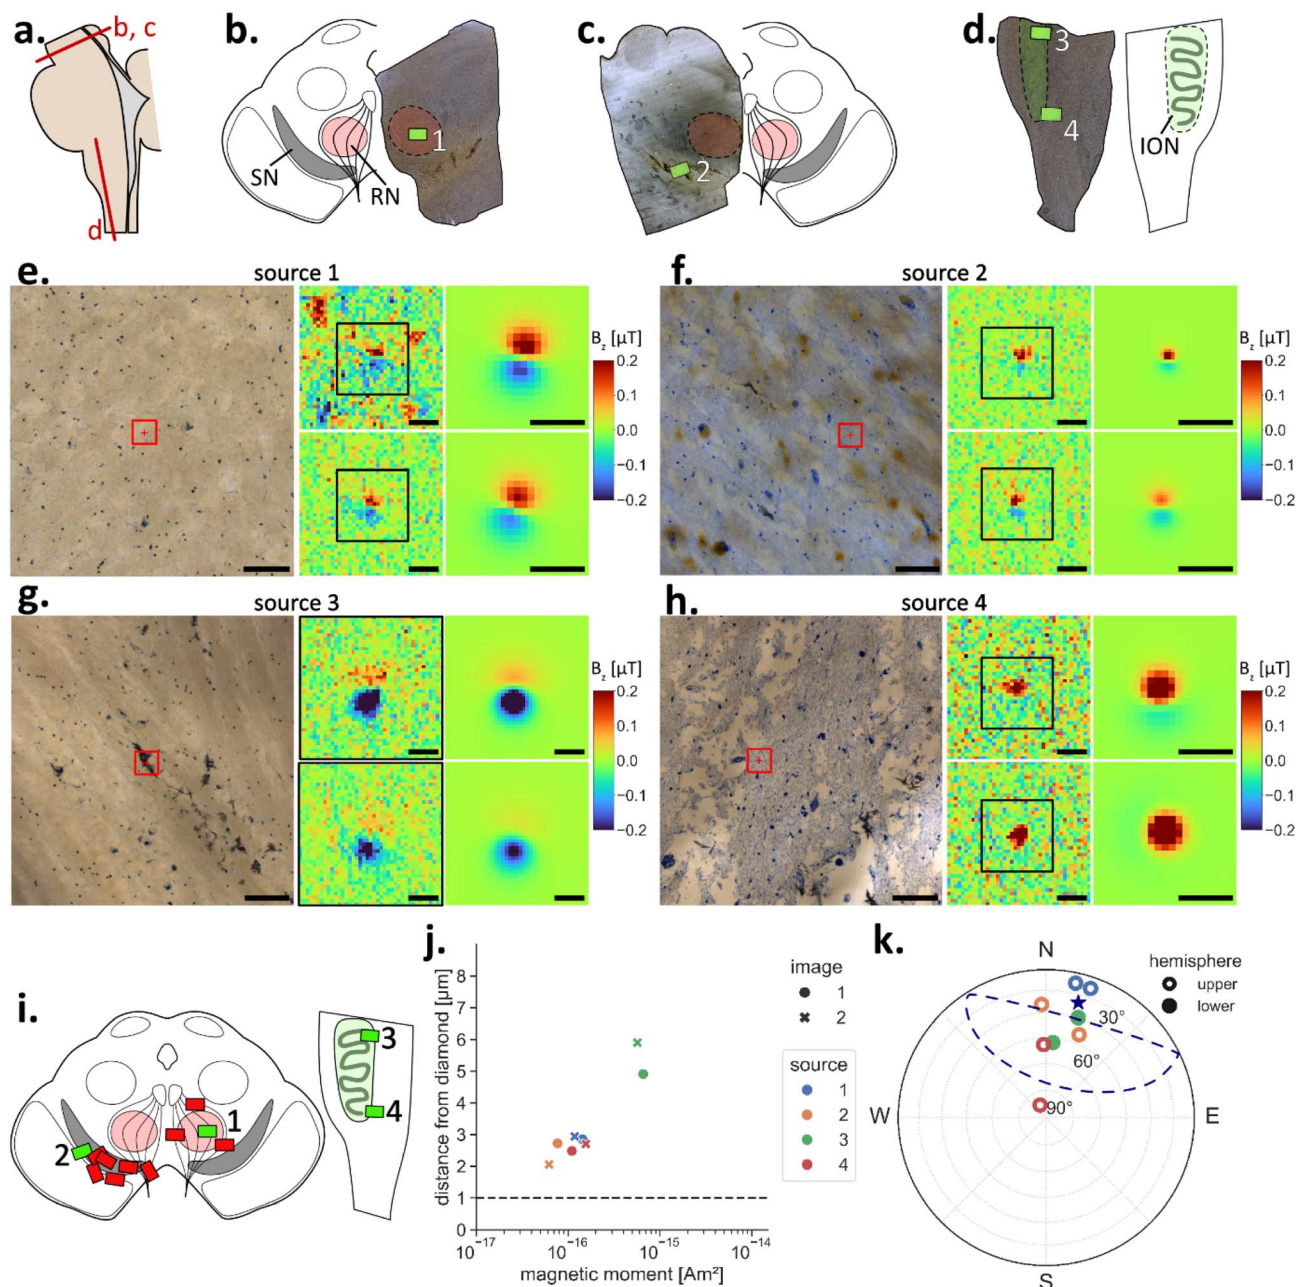 a.
b, c
d
b.
SN
RN
1
c.
2
d.
3
4
ION
e.
source 1
Bz [μT]
0.2
0.1
0.0
−0.1
−0.2
f.
source 2
Bz [μT]
0.2
0.1
0.0
−0.1
−0.2
g.
source 3
Bz [μT]
0.2
0.1
0.0
−0.1
−0.2
h.
source 4
Bz [μT]
0.2
0.1
0.0
−0.1
−0.2
i.
1
2
3
4
j.
distance from diamond [μm]
8
7
6
5
4
3
2
1
0
10⁻¹⁷
10⁻¹⁶
10⁻¹⁵
10⁻¹⁴
magnetic moment [Am²]
image
1
2
source
1
2
3
4
k.
N
hemisphere
upper
lower
30°
60°
90°
W
E
S